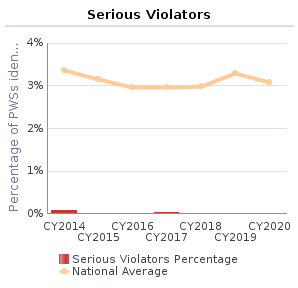 Serious Violators
Percentage of PWSs iden...
4%
3%
2%
1%
0%
CY2014 CY2016 CY2018 CY2020
CY2015 CY2017 CY2019
Serious Violators Percentage
National Average